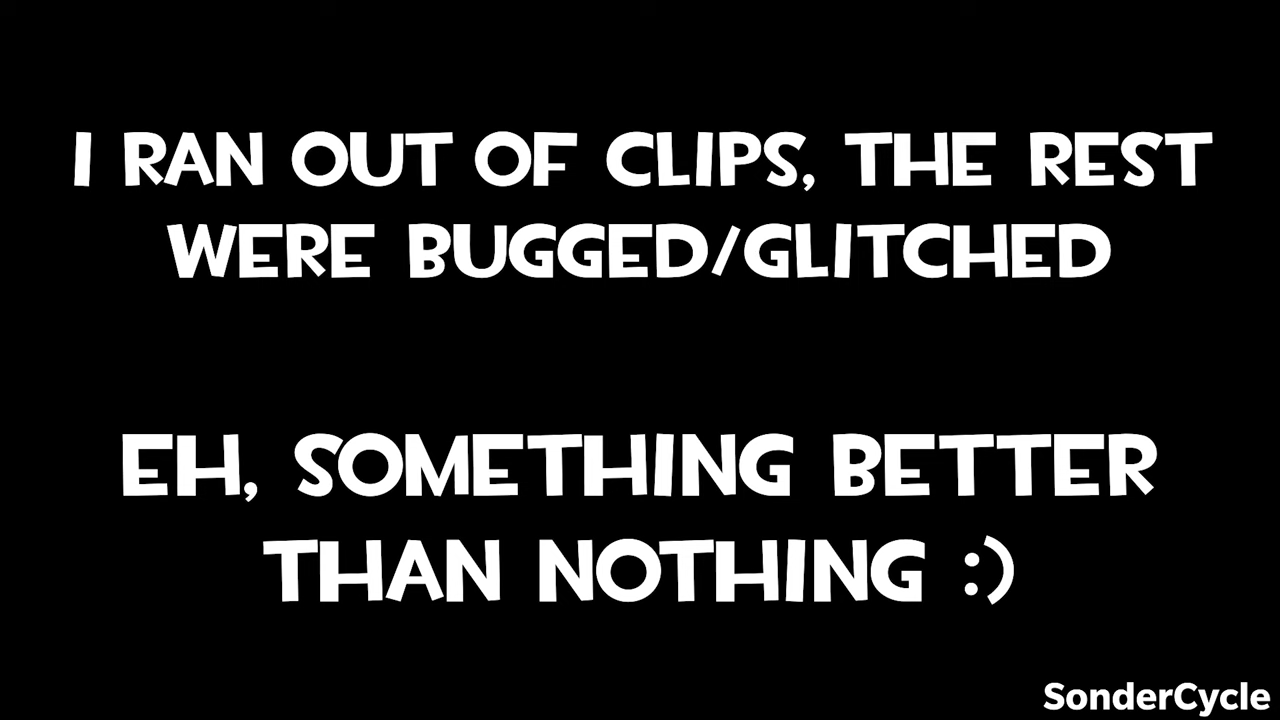 I RAN OUT OF CLIPS, THE REST
WERE BUGGED/GLITCHED
EH, SOMETHING BETTER
THAN NOTHING :)
SonderCycle